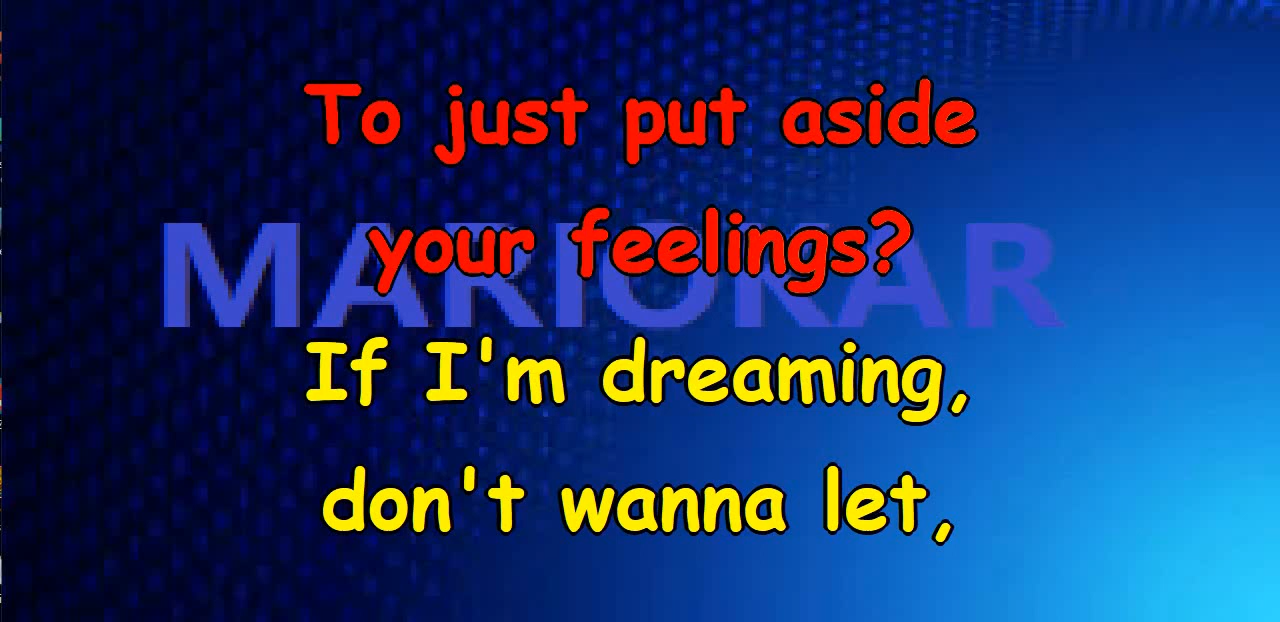 To just put aside
your feelings?
MARIOKAR
If I'm dreaming,
don't wanna let,